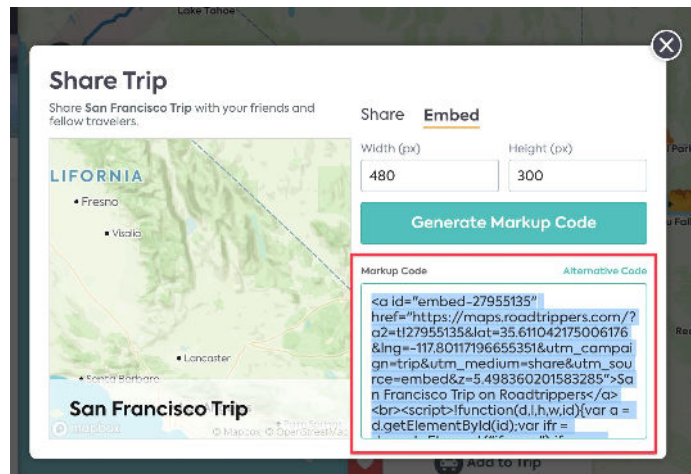 Lake Tahoe
Share Trip
Share San Francisco Trip with your friends and
fellow travelers.
Share Embed
Width (px) Height (px)
480 300
Generate Markup Code
Markup Code Alternative Code
<a id="embed-27955135"
href="https://maps.roadtrippers.com/?
a2=t!27955135&lat=35.611042175006176
&lng=-117.80117196655351&utm_campai
gn=trip&utm_medium=share&utm_sou
rce=embed&z=5.498360201583285">Sa
n Francisco Trip on Roadtrippers</a>
<br><script>!function(d,l,h,w,id){var a =
d.getElementById(id);var ifr =
LIFORNIA
Fresno
Visalia
Lancaster
Santa Barbara
San Francisco Trip
Palm Springs
mapbox © Mapbox © OpenStreetMap
Add to Trip